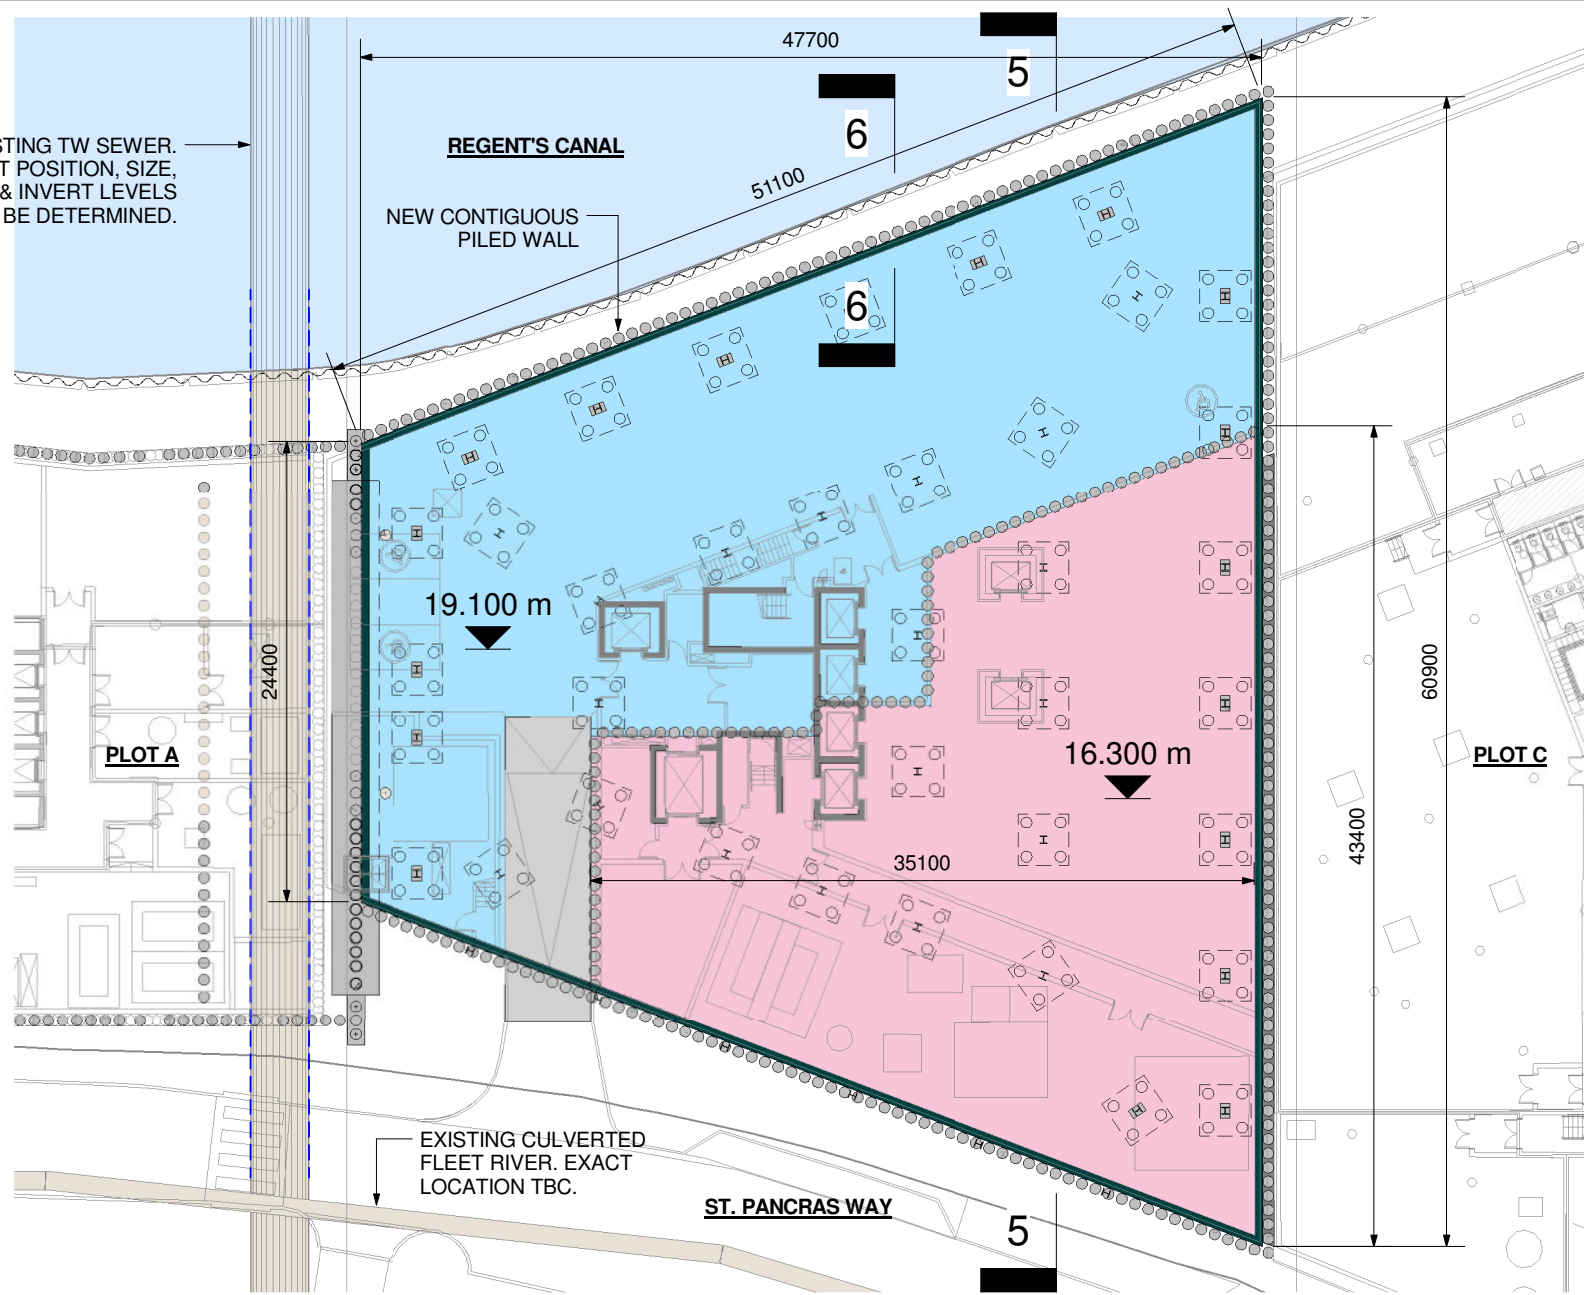 47700
5
6
REGENT'S CANAL
STING TW SEWER.
T POSITION, SIZE,
& INVERT LEVELS
BE DETERMINED.
51100
NEW CONTIGUOUS
PILED WALL
6
19.100 m
24400
60900
PLOT A
16.300 m
PLOT C
43400
35100
EXISTING CULVERTED
FLEET RIVER. EXACT
LOCATION TBC.
ST. PANCRAS WAY
5